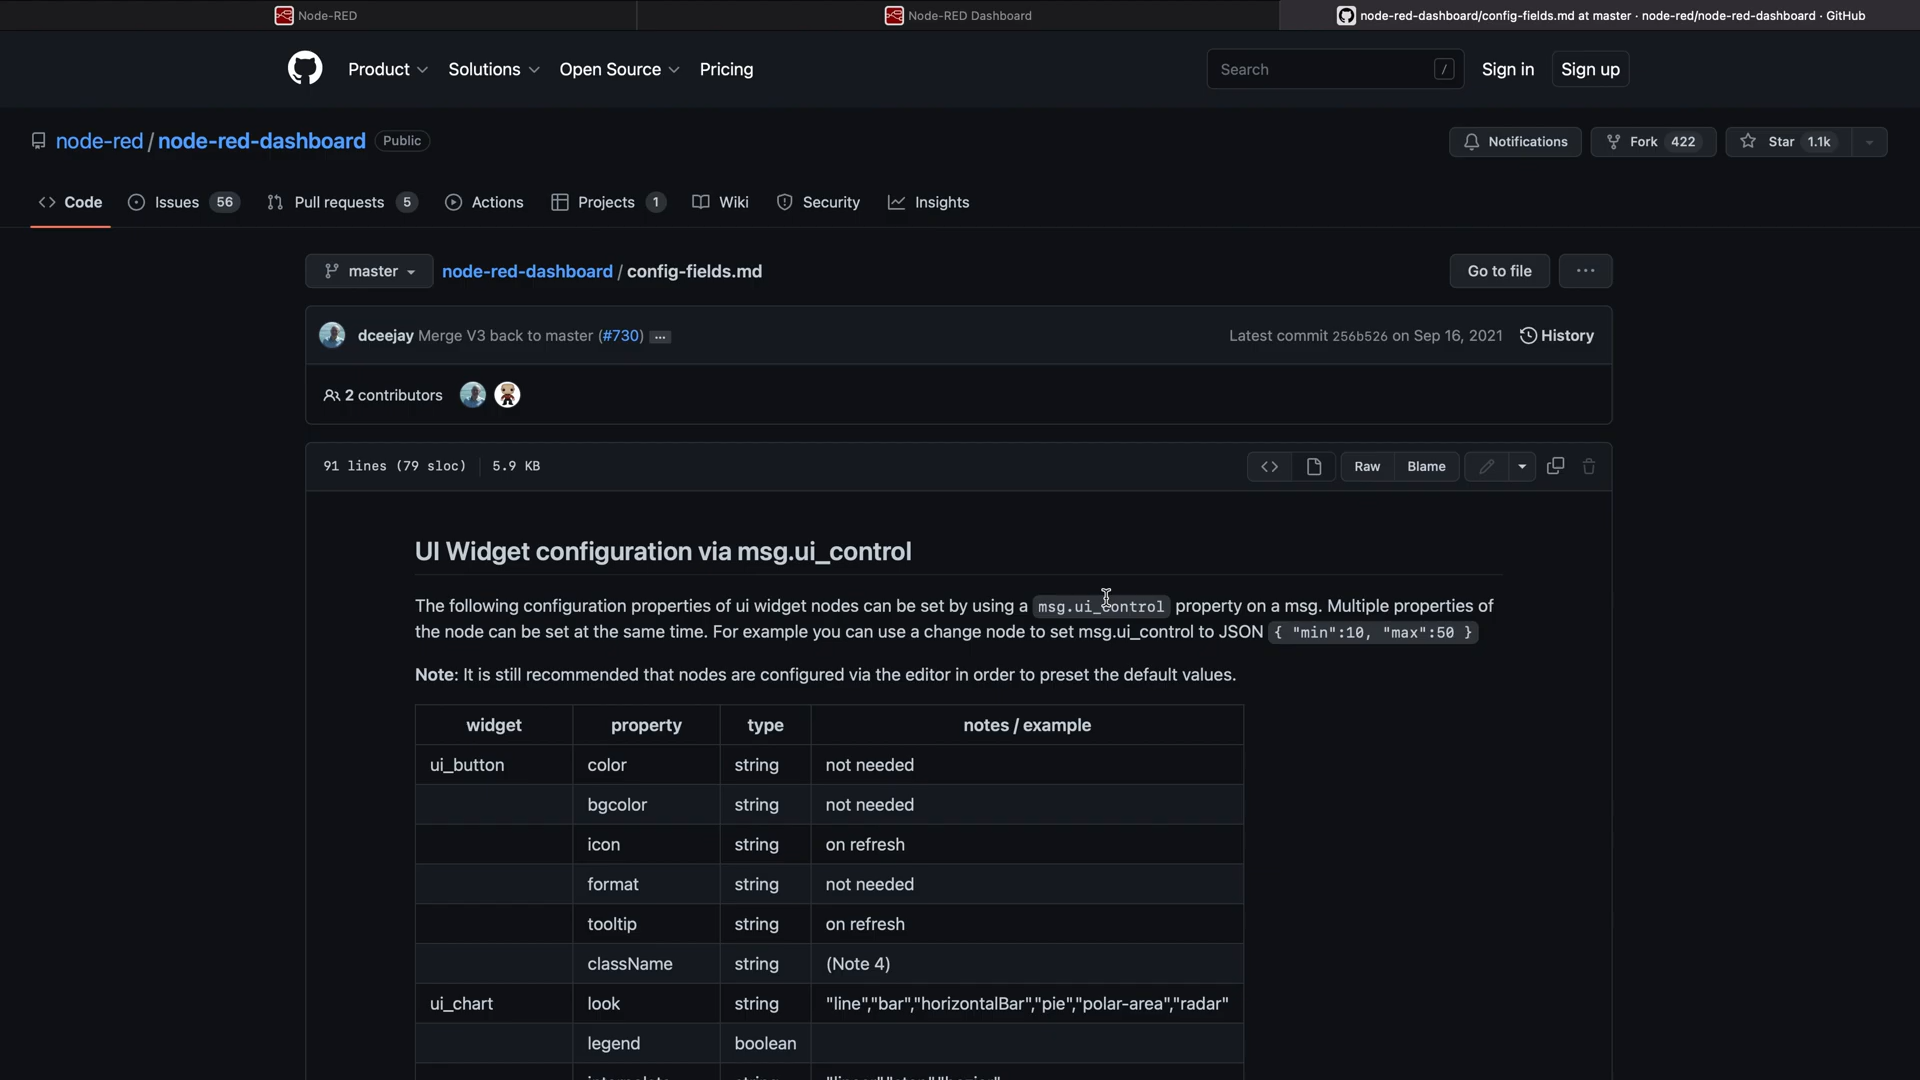 Node-RED
Node-RED Dashboard
node-red-dashboard/config-fields.md at master · node-red/node-red-dashboard · GitHub
Product Solutions Open Source Pricing
Search /
Sign in
Sign up
node-red / node-red-dashboard Public
Notifications
Fork 422
Star 1.1k
Code
Issues 56
Pull requests 5
Actions
Projects 1
Wiki
Security
Insights
master
node-red-dashboard / config-fields.md
Go to file
...
dceejay Merge V3 back to master (#730) ...
Latest commit 256b526 on Sep 16, 2021
History
2 contributors
91 lines (79 sloc) 5.9 KB
Raw
Blame
UI Widget configuration via msg.ui_control
The following configuration properties of ui widget nodes can be set by using a msg.ui_control property on a msg. Multiple properties of
the node can be set at the same time. For example you can use a change node to set msg.ui_control to JSON { "min":10, "max":50 }
Note: It is still recommended that nodes are configured via the editor in order to preset the default values.
widget property type notes / example
ui_button color string not needed
bgcolor string not needed
icon string on refresh
format string not needed
tooltip string on refresh
className string (Note 4)
ui_chart look string "line","bar","horizontalBar","pie","polar-area","radar"
legend boolean